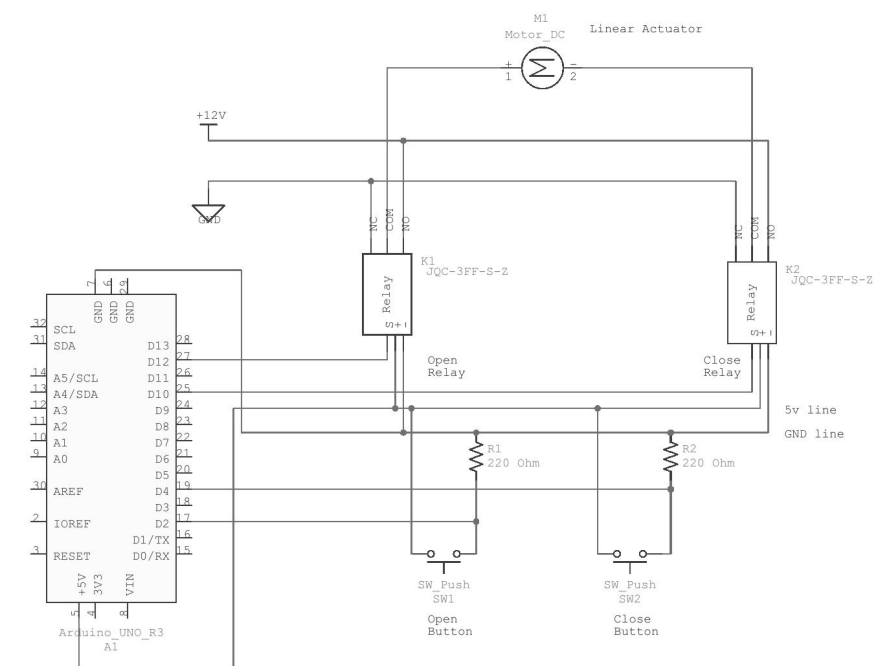 M1
Motor_DC
Linear Actuator
+ 1
− 2
+12V
GND
NC
COM
NO
K1
JQC-3FF-S-Z
Relay
S + −
Open
Relay
NC
COM
NO
K2
JQC-3FF-S-Z
Relay
S + −
Close
Relay
7 6 29
GND GND GND
32 SCL
31 SDA
14 A5/SCL
13 A4/SDA
12 A3
11 A2
10 A1
9 A0
30 AREF
2 IOREF
3 RESET
D13 28
D12 27
D11 26
D10 25
D9 24
D8 23
D7 22
D6 21
D5 20
D4 19
D3 18
D2 17
D1/TX 16
D0/RX 15
+5V 3V3 VIN
5 4 8
Arduino_UNO_R3
A1
5v line
GND line
R1
220 Ohm
R2
220 Ohm
SW_Push
SW1
Open
Button
SW_Push
SW2
Close
Button